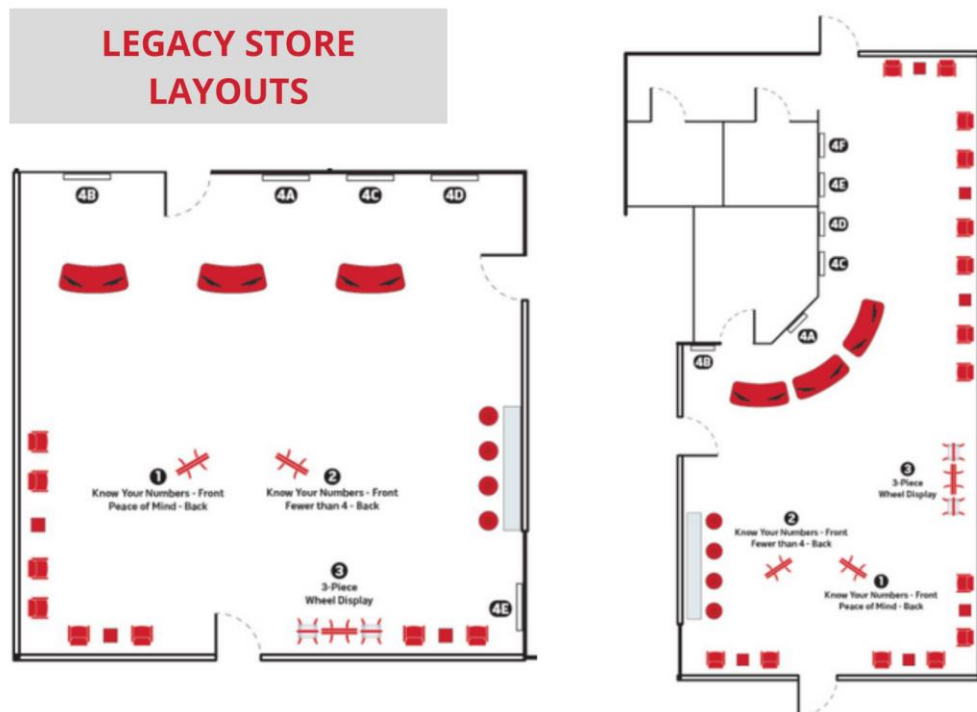 LEGACY STORE
LAYOUTS
4B
4A
4C
4D
1
Know Your Numbers - Front
Peace of Mind - Back
2
Know Your Numbers - Front
Fewer than 4 - Back
3
3-Piece
Wheel Display
4E
4F
4E
4D
4C
4A
4B
3
3-Piece
Wheel Display
2
Know Your Numbers - Front
Fewer than 4 - Back
1
Know Your Numbers - Front
Peace of Mind - Back